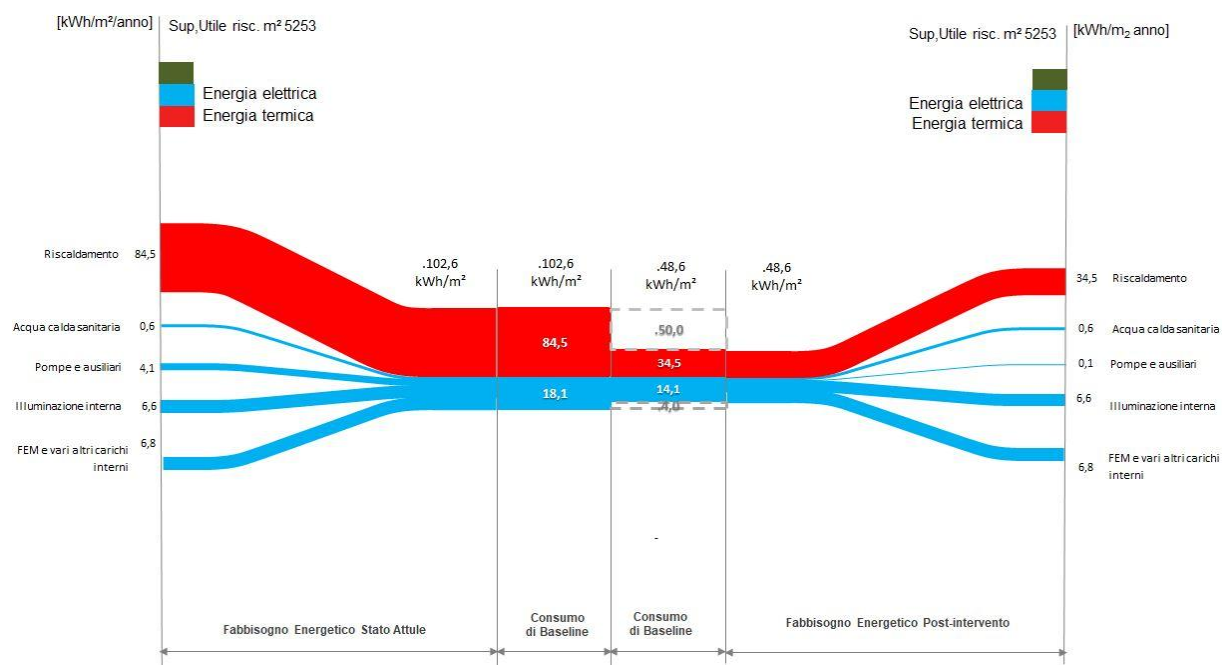 [kWh/m²/anno]
Sup,Utile risc. m² 5253
Energia elettrica
Energia termica
Sup,Utile risc. m² 5253
[kWh/m₂ anno]
Energia elettrica
Energia termica
Riscaldamento 84,5
Acqua calda sanitaria 0,6
Pompe e ausiliari 4,1
Illuminazione interna 6,6
6,8
FEM e vari altri carichi
interni
.102,6
kWh/m²
.102,6
kWh/m²
.48,6
kWh/m²
.48,6
kWh/m²
84,5
18,1
.50,0
34,5
14,1
.4,0
-
34,5 Riscaldamento
0,6 Acqua calda sanitaria
0,1 Pompe e ausiliari
6,6 Illuminazione interna
6,8 FEM e vari altri carichi
interni
Fabbisogno Energetico Stato Attule
Consumo
di Baseline
Consumo
di Baseline
Fabbisogno Energetico Post-intervento